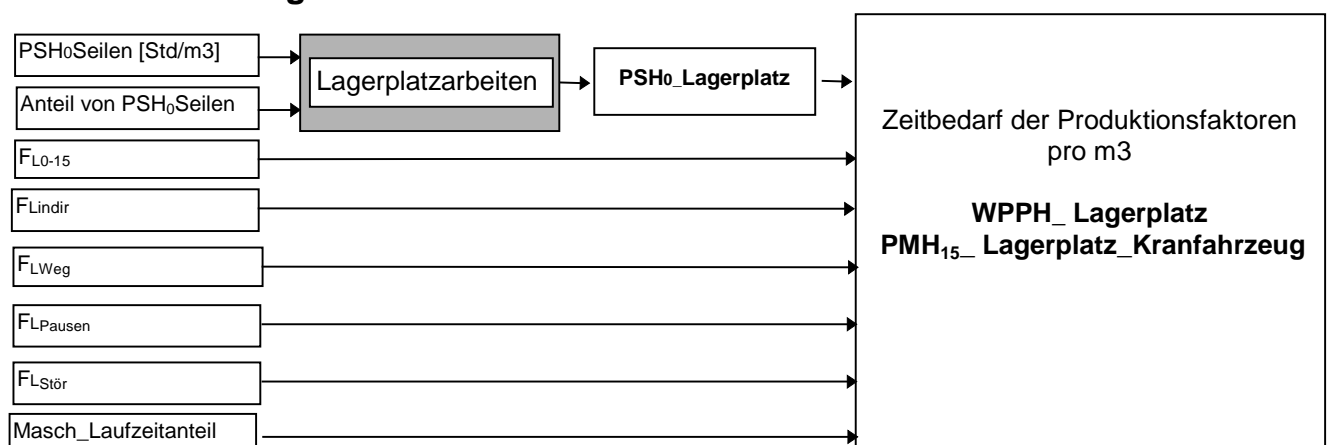 PSH₀Seilen [Std/m3]
Anteil von PSH₀Seilen
Lagerplatzarbeiten
PSH₀_Lagerplatz
FL0-15
FLindir
FLWeg
FLPausen
FLStör
Masch_Laufzeitanteil
Zeitbedarf der Produktionsfaktoren
pro m3
WPPH_ Lagerplatz
PMH₁₅_ Lagerplatz_Kranfahrzeug